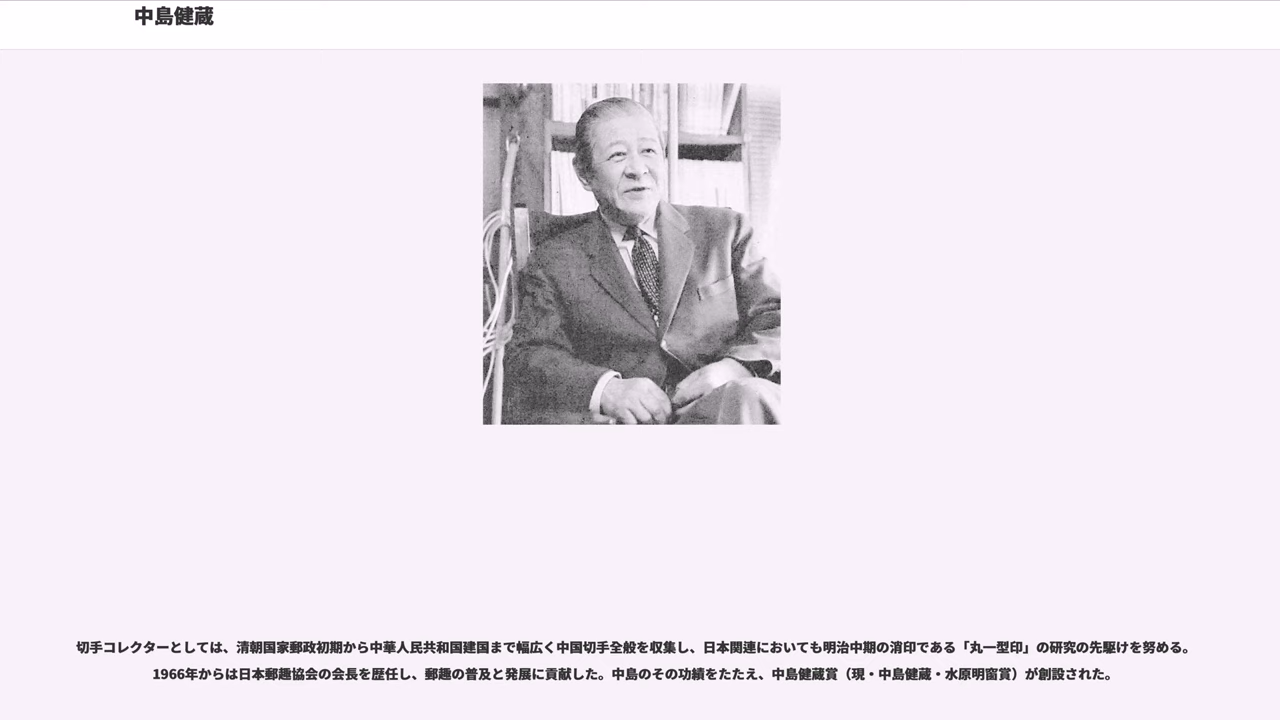 中島健蔵
切手コレクターとしては、清朝国家郵政初期から中華人民共和国建国まで幅広く中国切手全般を収集し、日本関連においても明治中期の消印である「丸一型印」の研究の先駆けを努める。
1966年からは日本郵趣協会の会長を歴任し、郵趣の普及と発展に貢献した。中島のその功績をたたえ、中島健蔵賞（現・中島健蔵・水原明窗賞）が創設された。